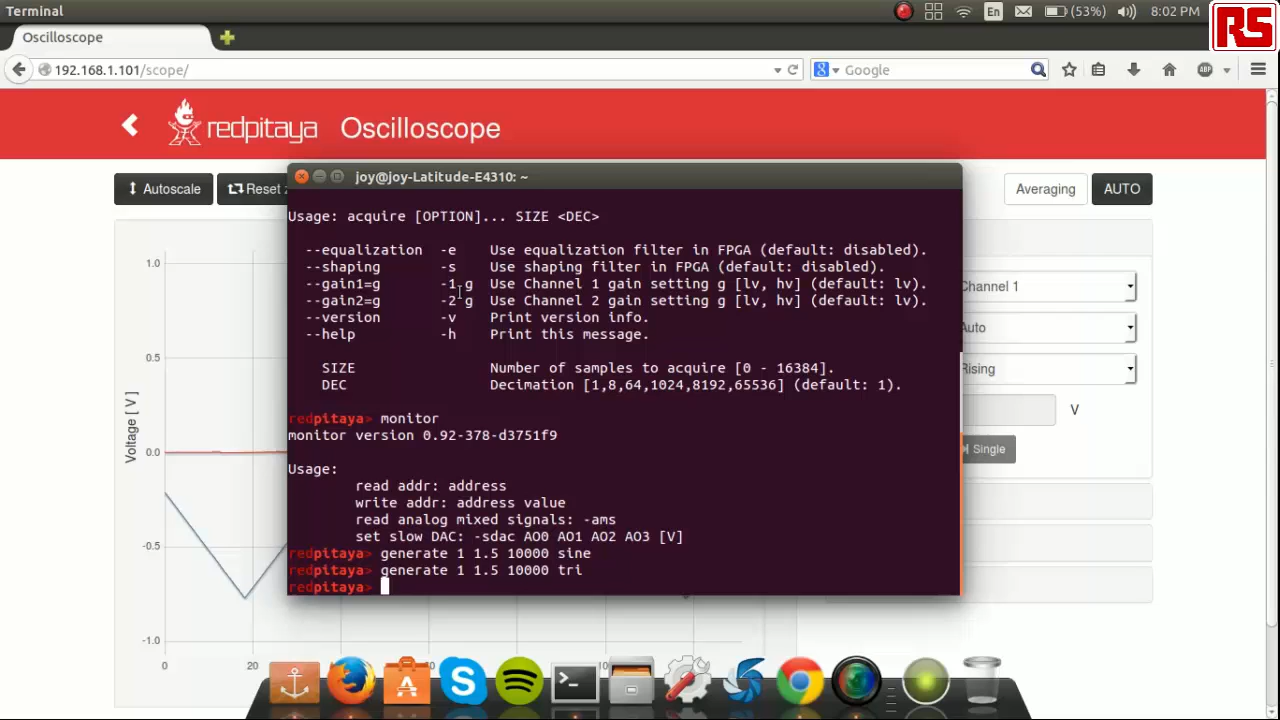 Terminal
En
(53%)
8:02 PM
RS
Oscilloscope
192.168.1.101/scope/
8
Google
ABP
redpitaya
Oscilloscope
Autoscale
Reset z
Averaging
AUTO
joy@joy-Latitude-E4310: ~
Usage: acquire [OPTION]... SIZE <DEC>
--equalization -e Use equalization filter in FPGA (default: disabled).
--shaping -s Use shaping filter in FPGA (default: disabled).
--gain1=g -1 g Use Channel 1 gain setting g [lv, hv] (default: lv).
--gain2=g -2 g Use Channel 2 gain setting g [lv, hv] (default: lv).
--version -v Print version info.
--help -h Print this message.
SIZE Number of samples to acquire [0 - 16384].
DEC Decimation [1,8,64,1024,8192,65536] (default: 1).
redpitaya> monitor
monitor version 0.92-378-d3751f9
Usage:
read addr: address
write addr: address value
read analog mixed signals: -ams
set slow DAC: -sdac AO0 AO1 AO2 AO3 [V]
redpitaya> generate 1 1.5 10000 sine
redpitaya> generate 1 1.5 10000 tri
redpitaya>
1.0
0.5
0.0
-0.5
-1.0
Voltage [ V ]
0
20
Channel 1
Auto
Rising
V
Single